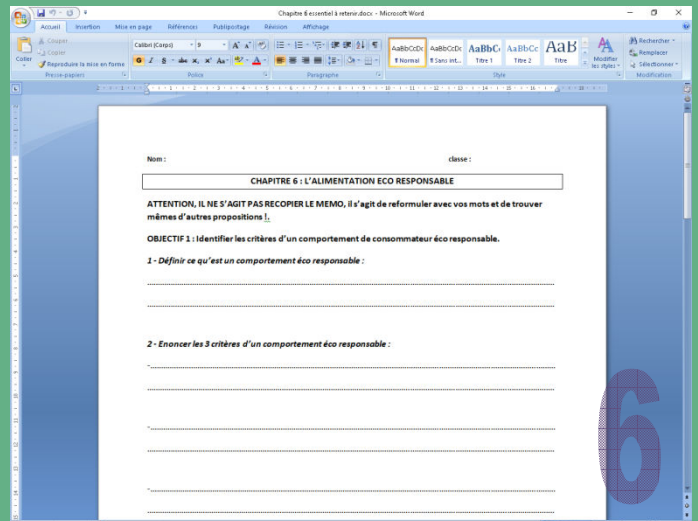 Chapitre 6 essentiel à retenir.docx - Microsoft Word
Accueil Insertion Mise en page Références Publipostage Révision Affichage
Couper
Copier
Reproduire la mise en forme
Coller
Presse-papiers
Calibri (Corps) 9
G I S abc x, x² Aa
Police
Paragraphe
AaBbCcDc AaBbCcDc AaBbC AaBbCc AaB
¶ Normal ¶ Sans int... Titre 1 Titre 2 Titre
Modifier les styles
Style
Rechercher
Remplacer
Sélectionner
Modification
Nom : classe :
CHAPITRE 6 : L’ALIMENTATION ECO RESPONSABLE
ATTENTION, IL NE S’AGIT PAS RECOPIER LE MEMO, il s’agit de reformuler avec vos mots et de trouver
mêmes d’autres propositions !.
OBJECTIF 1 : Identifier les critères d’un comportement de consommateur éco responsable.
1 - Définir ce qu’est un comportement éco responsable :
2 - Enoncer les 3 critères d’un comportement éco responsable :
-
-
-
6